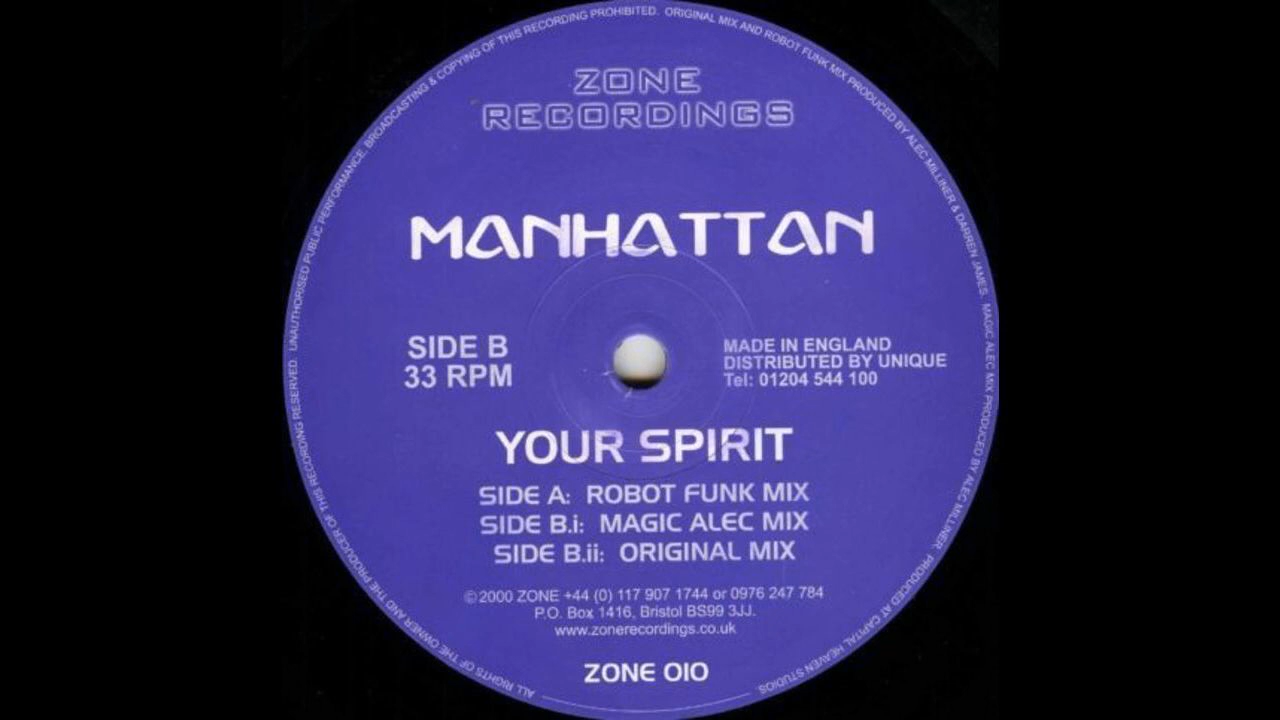 ZONE
RECORDINGS
MANHATTAN
SIDE B
33 RPM
MADE IN ENGLAND
DISTRIBUTED BY UNIQUE
Tel: 01204 544 100
YOUR SPIRIT
SIDE A: ROBOT FUNK MIX
SIDE B.i: MAGIC ALEC MIX
SIDE B.ii: ORIGINAL MIX
©2000 ZONE +44 (0) 117 907 1744 or 0976 247 784
P.O. Box 1416, Bristol BS99 3JJ.
www.zonerecordings.co.uk
ZONE 010
ALL RIGHTS OF THE OWNER AND THE PRODUCER OF THIS RECORDING RESERVED. UNAUTHORISED PUBLIC PERFORMANCE, BROADCASTING & COPYING OF THIS RECORDING PROHIBITED. ORIGINAL MIX AND ROBOT FUNK MIX PRODUCED BY ALEC MILLINER & DARREN JAMES. MAGIC ALEC MIX PRODUCED BY ALEC MILLINER. PRODUCED AT CAPITAL HEAVEN STUDIOS.